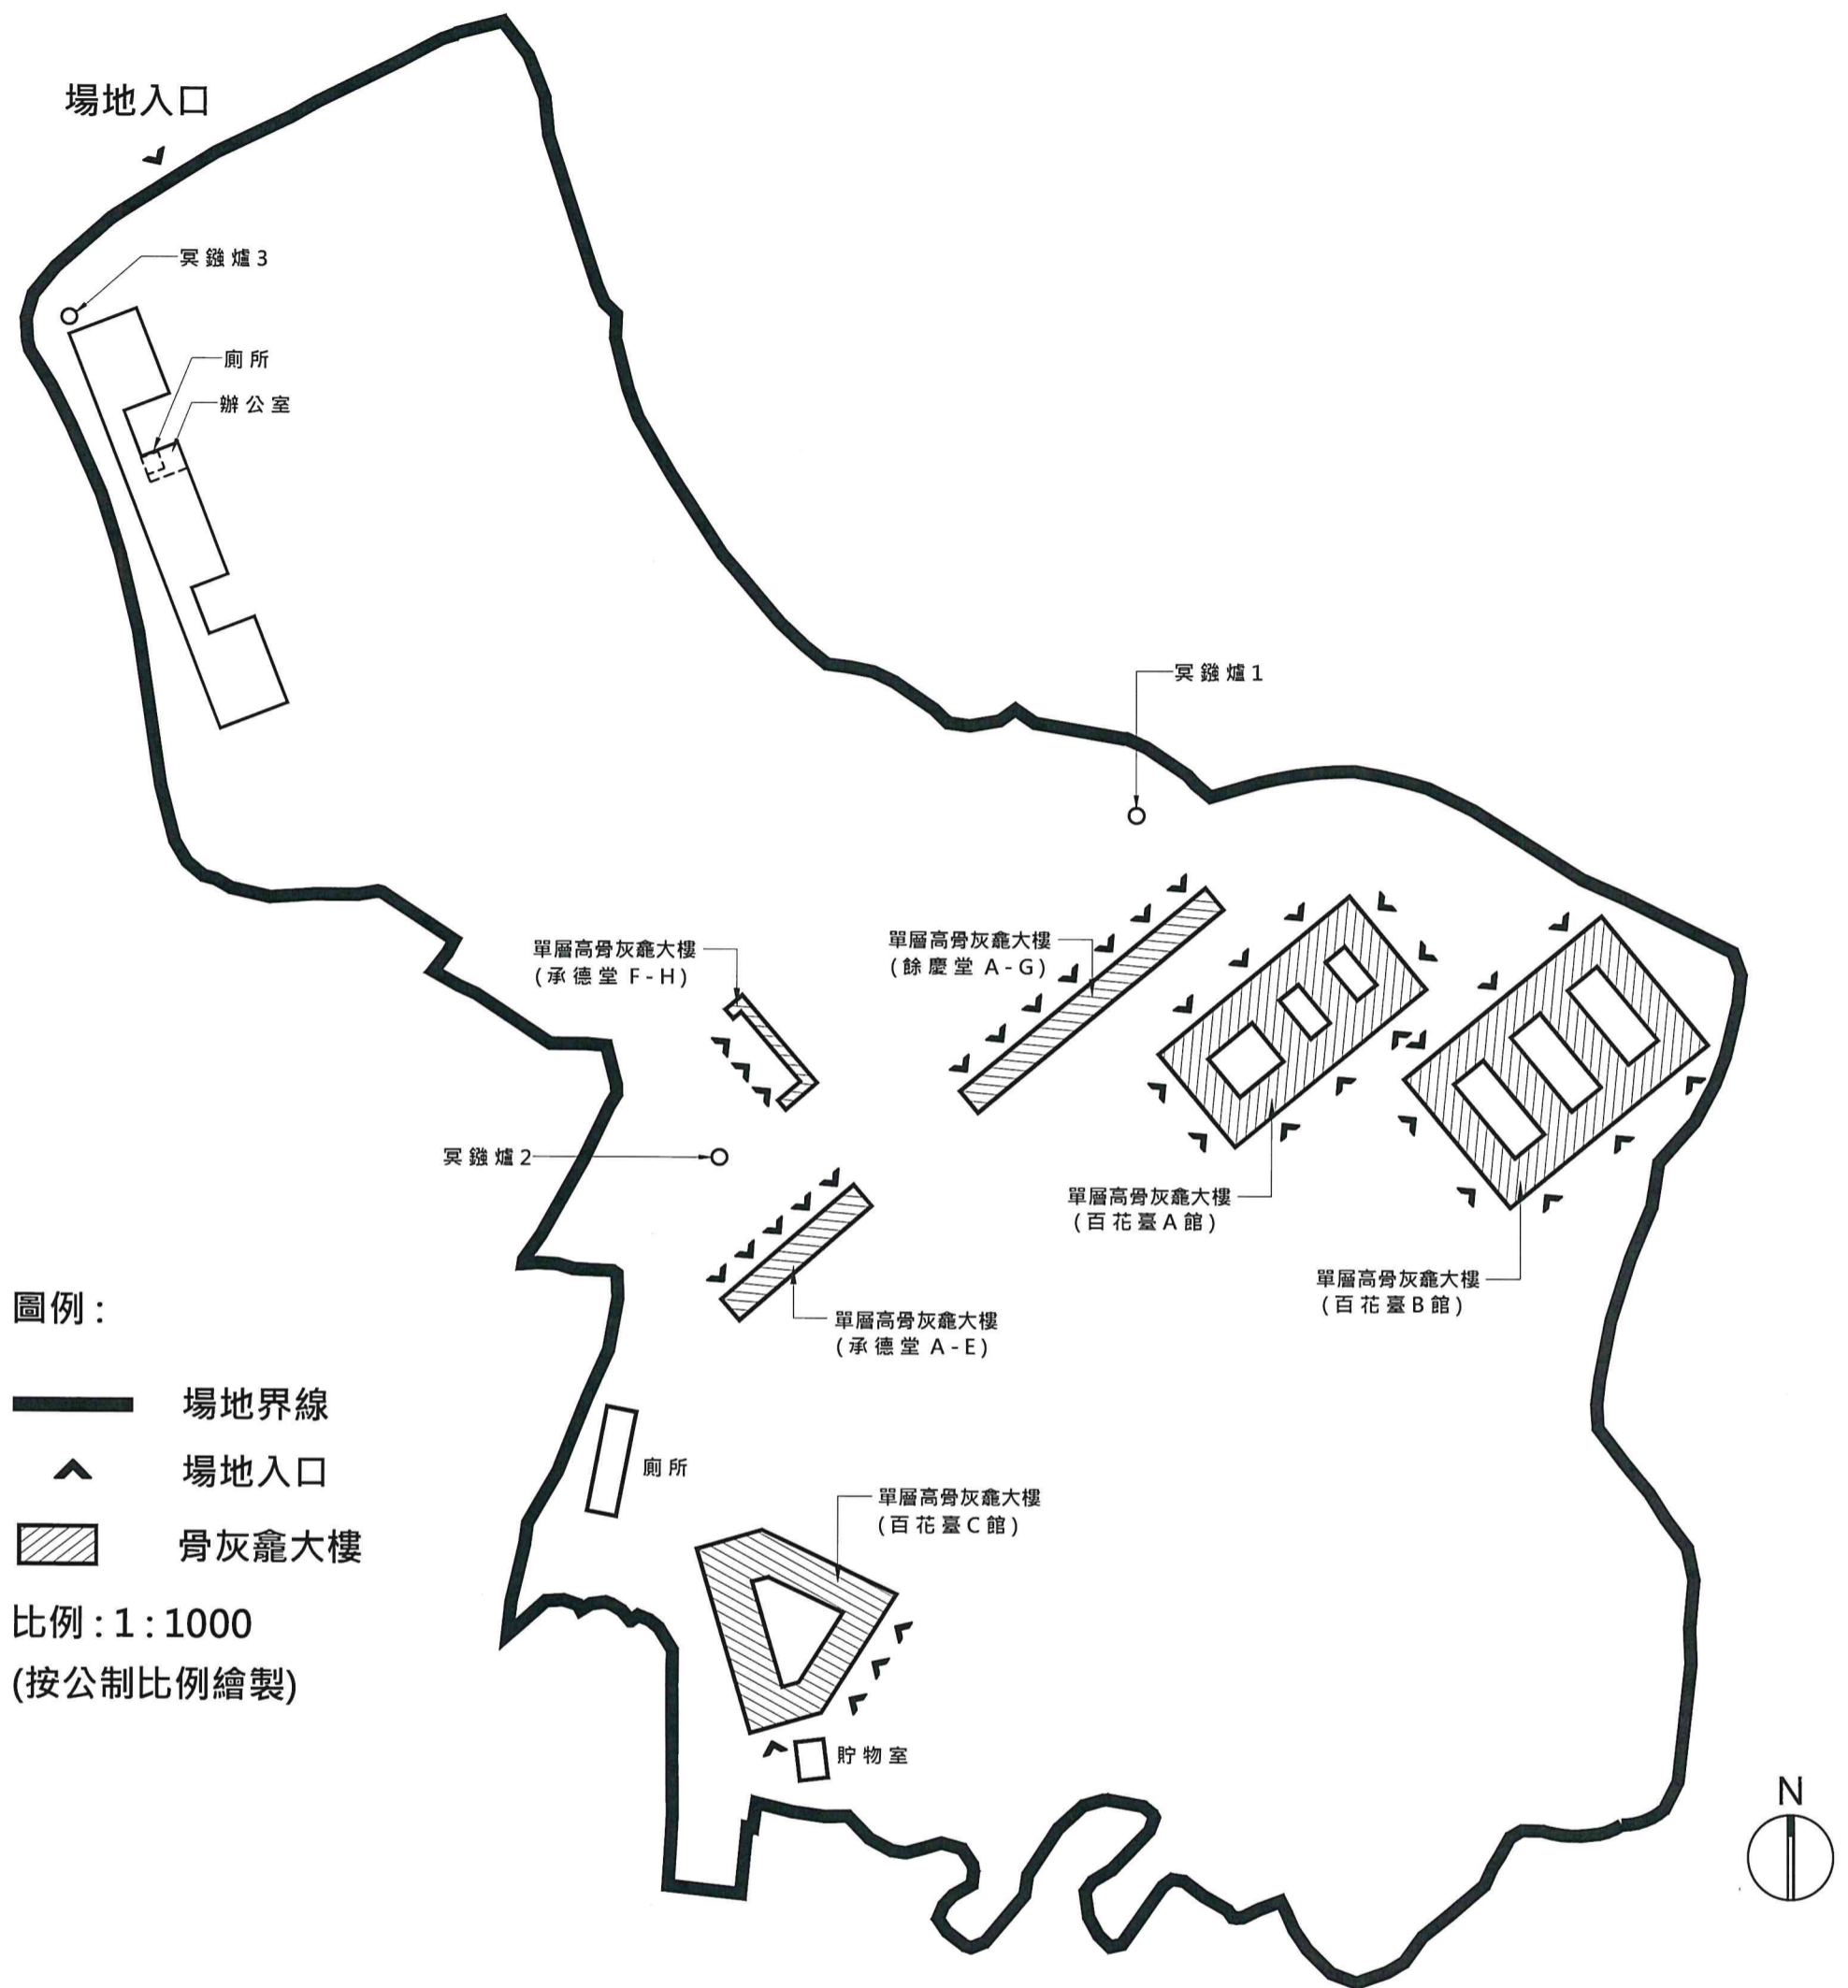 場地入口
冥鏹爐3
廁所
辦公室
冥鏹爐1
單層高骨灰龕大樓
(承德堂 F-H)
單層高骨灰龕大樓
(餘慶堂 A-G)
冥鏹爐2
單層高骨灰龕大樓
(百花臺A館)
單層高骨灰龕大樓
(百花臺B館)
單層高骨灰龕大樓
(承德堂 A-E)
廁所
單層高骨灰龕大樓
(百花臺C館)
貯物室
圖例 :
場地界線
場地入口
骨灰龕大樓
比例 : 1 : 1000
(按公制比例繪製)
N